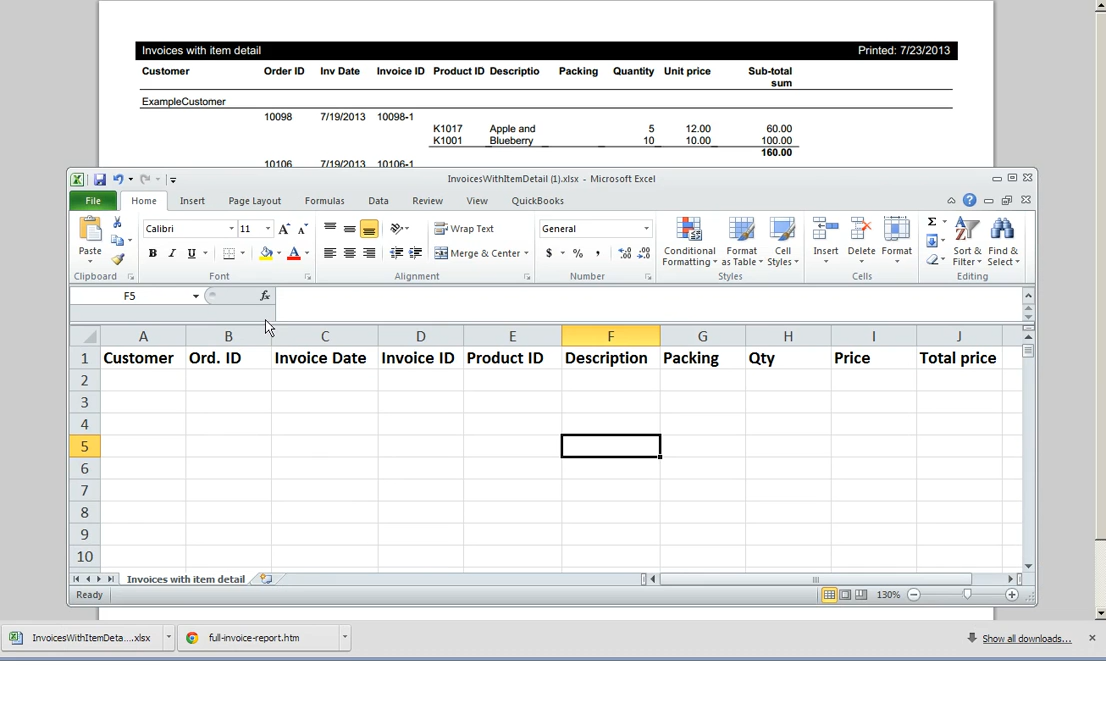 Invoices with item detail Printed: 7/23/2013
Customer Order ID Inv Date Invoice ID Product ID Descriptio Packing Quantity Unit price Sub-total
sum
ExampleCustomer
10098 7/19/2013 10098-1
K1017 Apple and 5 12.00 60.00
K1001 Blueberry 10 10.00 100.00
160.00
10106 7/19/2013 10106-1
InvoicesWithItemDetail (1).xlsx - Microsoft Excel
File Home Insert Page Layout Formulas Data Review View QuickBooks
Paste
Clipboard
Calibri 11
B I U A
Font
Wrap Text
Merge & Center
Alignment
General
$ % ,
Number
Conditional
Formatting
Format
as Table
Cell
Styles
Styles
Insert
Delete
Format
Cells
Σ
Sort &
Filter
Find &
Select
Editing
F5 fx
A B C D E F G H I J
1 Customer Ord. ID Invoice Date Invoice ID Product ID Description Packing Qty Price Total price
2
3
4
5
6
7
8
9
10
Invoices with item detail
Ready 130%
InvoicesWithItemDeta....xlsx full-invoice-report.htm Show all downloads...